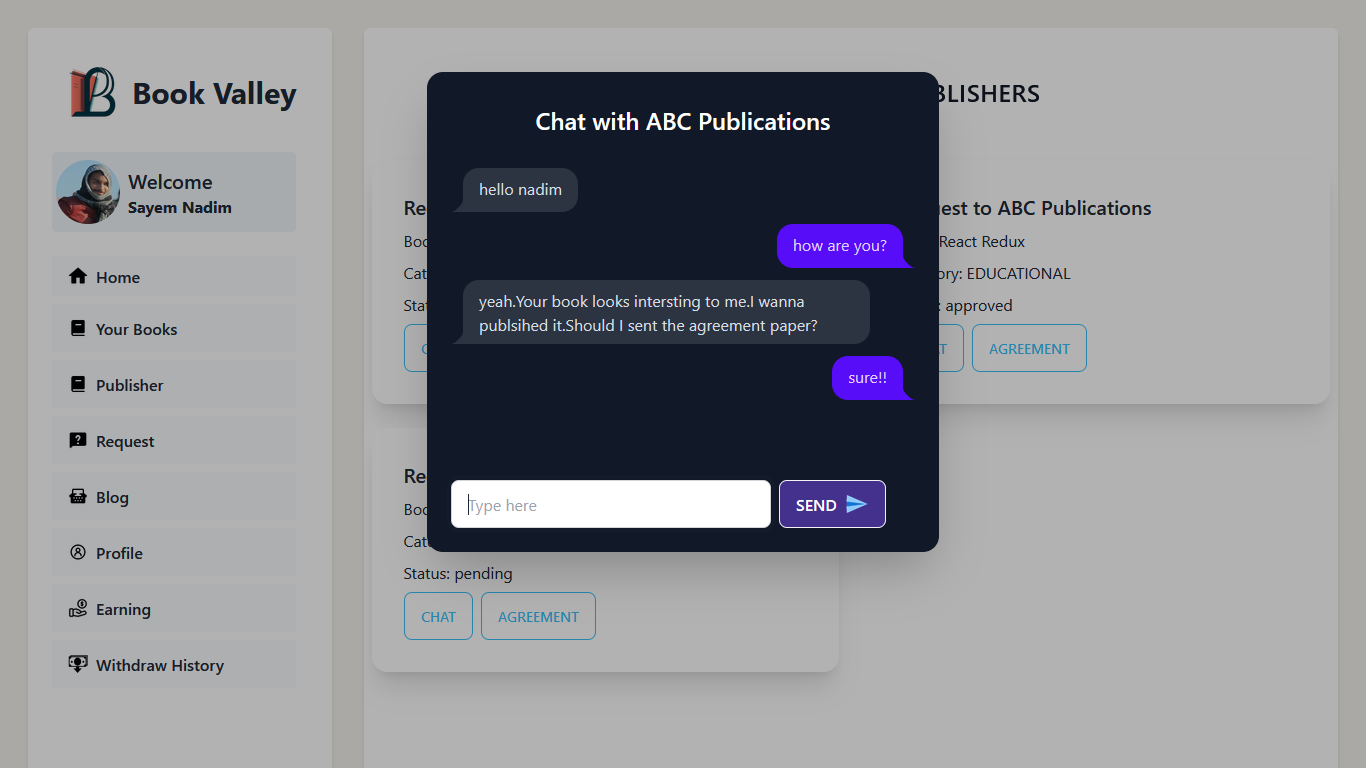 Book Valley
Welcome
Sayem Nadim
Home
Your Books
Publisher
Request
Blog
Profile
Earning
Withdraw History
BLISHERS
Chat with ABC Publications
hello nadim
how are you?
yeah.Your book looks intersting to me.I wanna
publsihed it.Should I sent the agreement paper?
sure!!
Type here
SEND
Re
Boo
Cat
Stat
C
uest to ABC Publications
React Redux
ory: EDUCATIONAL
: approved
AT
AGREEMENT
Re
Boo
Cat
Status: pending
CHAT
AGREEMENT